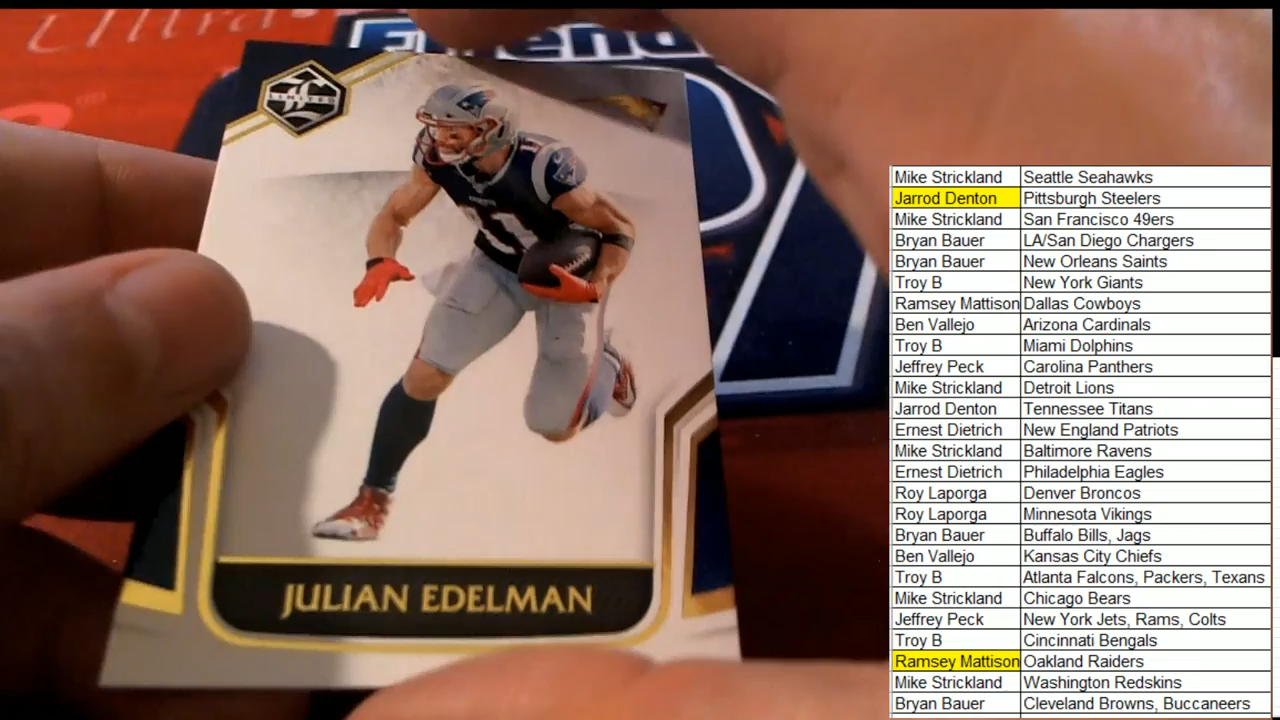 Ultra
Friend
LIMITED
PATRIOTS
11
11
JULIAN EDELMAN
Mike Strickland Seattle Seahawks
Jarrod Denton Pittsburgh Steelers
Mike Strickland San Francisco 49ers
Bryan Bauer LA/San Diego Chargers
Bryan Bauer New Orleans Saints
Troy B New York Giants
Ramsey Mattison Dallas Cowboys
Ben Vallejo Arizona Cardinals
Troy B Miami Dolphins
Jeffrey Peck Carolina Panthers
Mike Strickland Detroit Lions
Jarrod Denton Tennessee Titans
Ernest Dietrich New England Patriots
Mike Strickland Baltimore Ravens
Ernest Dietrich Philadelphia Eagles
Roy Laporga Denver Broncos
Roy Laporga Minnesota Vikings
Bryan Bauer Buffalo Bills, Jags
Ben Vallejo Kansas City Chiefs
Troy B Atlanta Falcons, Packers, Texans
Mike Strickland Chicago Bears
Jeffrey Peck New York Jets, Rams, Colts
Troy B Cincinnati Bengals
Ramsey Mattison Oakland Raiders
Mike Strickland Washington Redskins
Bryan Bauer Cleveland Browns, Buccaneers